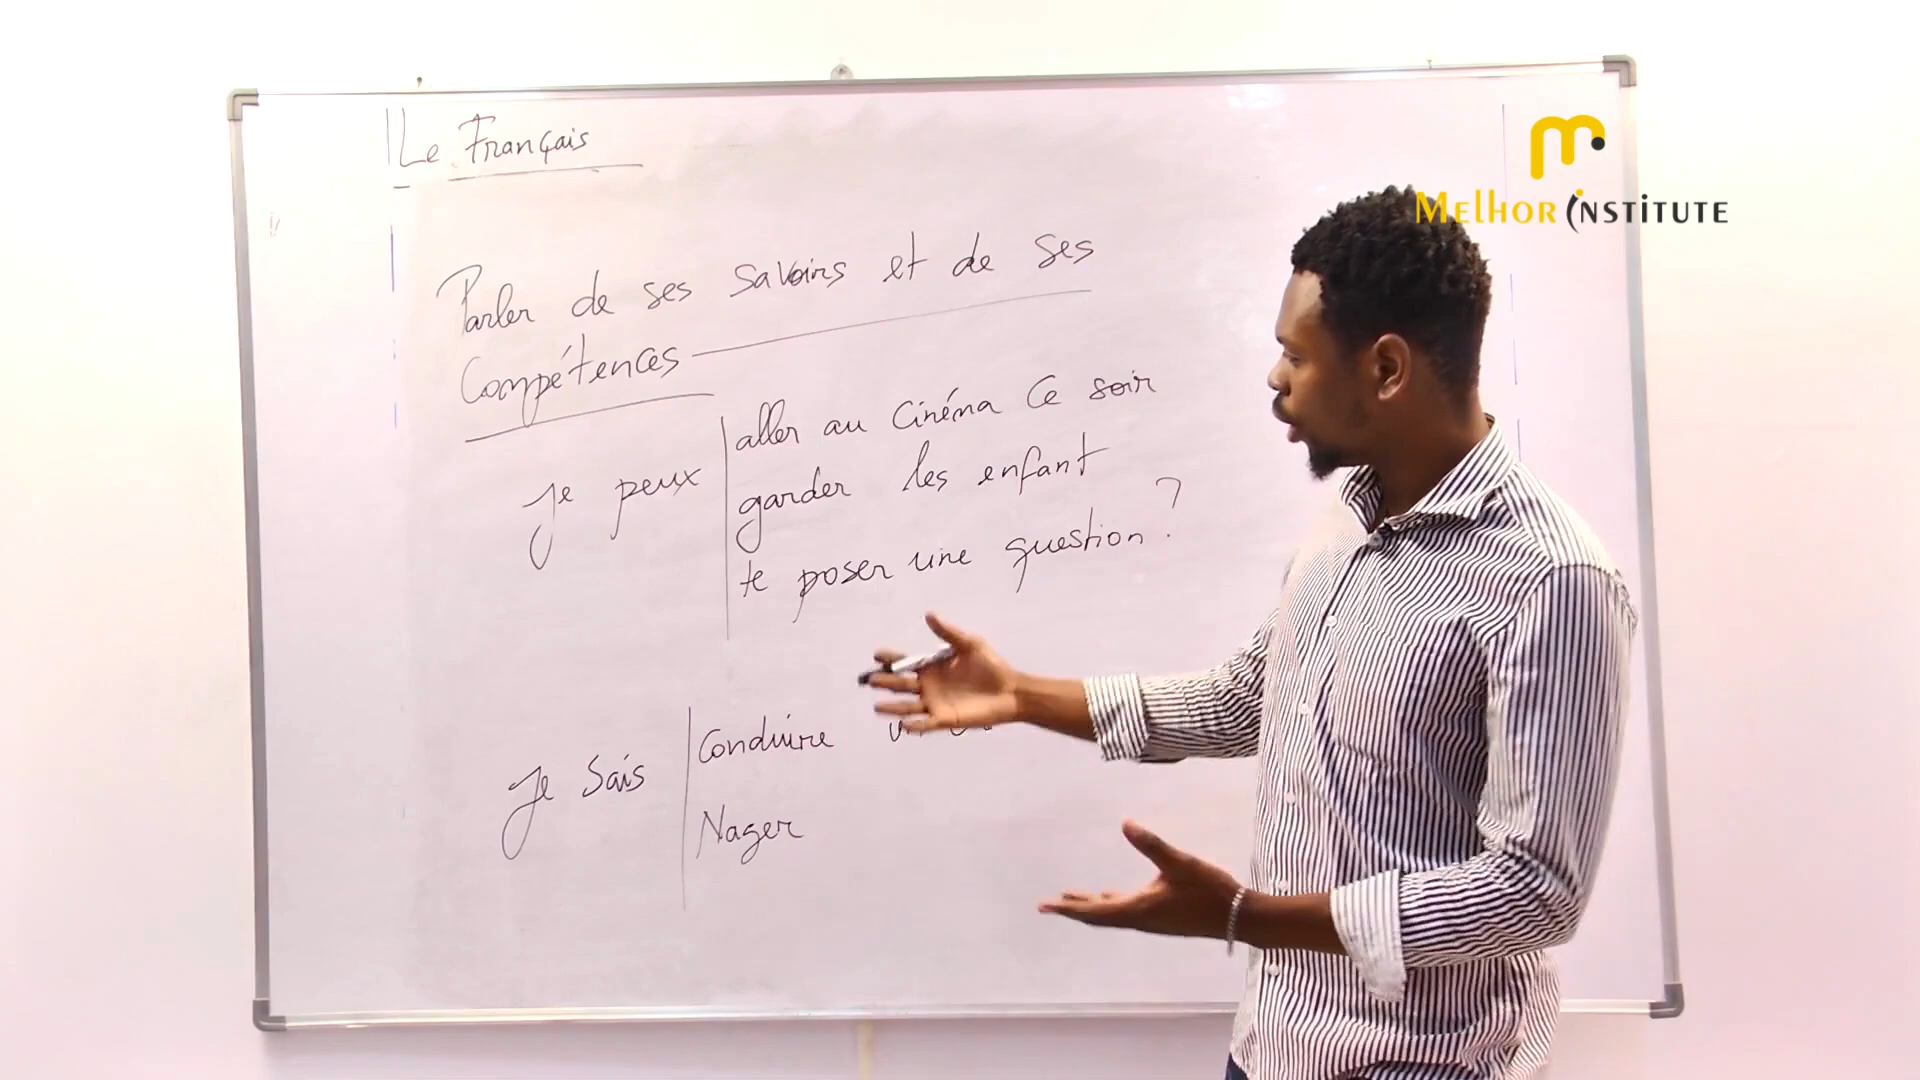 Le Français
Parler de ses savoirs et de ses
Compétences
je peux
aller au cinéma ce soir
garder les enfant
te poser une question ?
Je sais
Conduire
Nager
MELHOR INSTITUTE